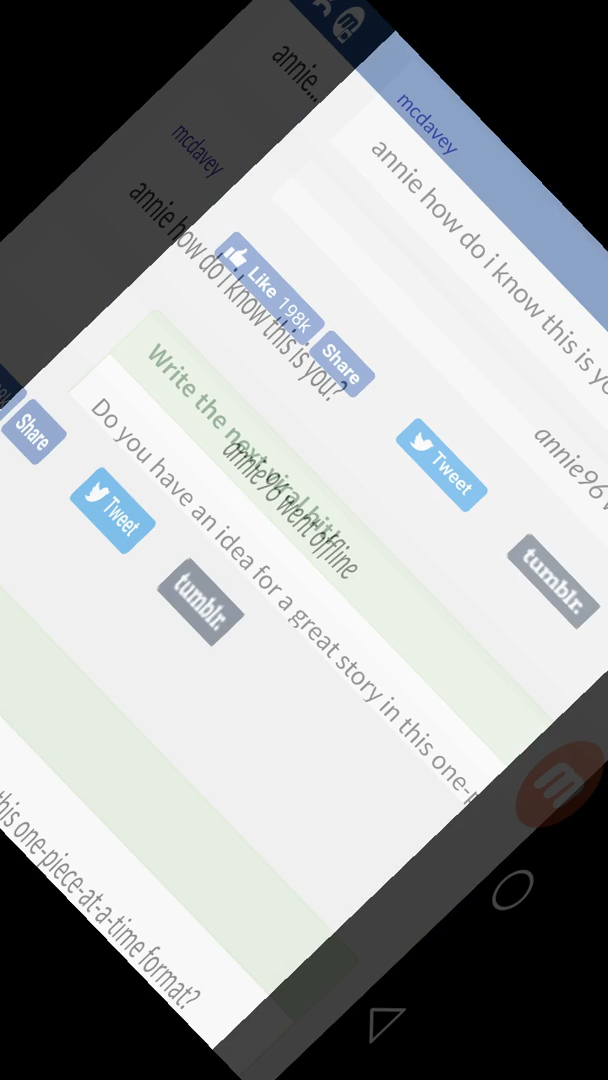 annie...
mcdavey
annie how do i know this is you?
annie96 went offline
Share
Tweet
tumblr.
this one-piece-at-a-time format?
mcdavey
annie how do i know this is yo
annie96
Like 198k
Share
Tweet
tumblr.
Write the next viral hit
Do you have an idea for a great story in this one-p